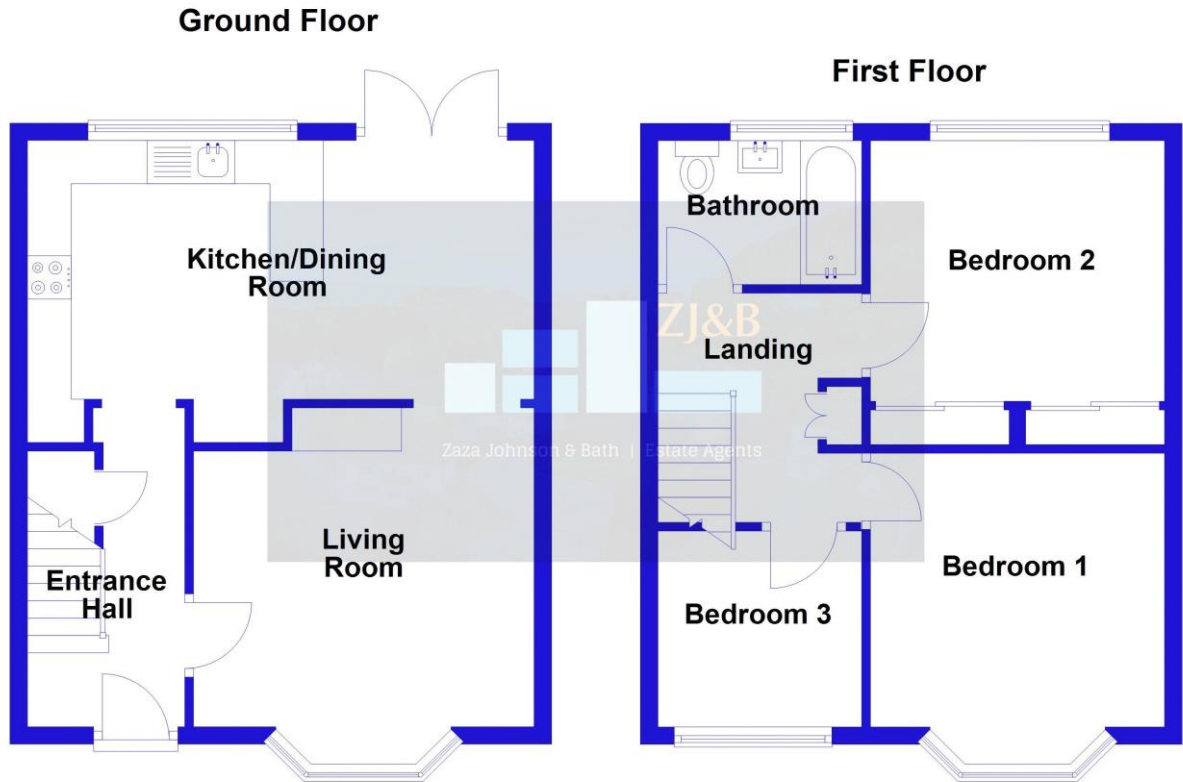 Ground Floor
First Floor
Kitchen/Dining
Room
Living
Room
Entrance
Hall
Bathroom
Bedroom 2
Landing
Bedroom 1
Bedroom 3
ZJ&B
Zaza Johnson & Bath | Estate Agents